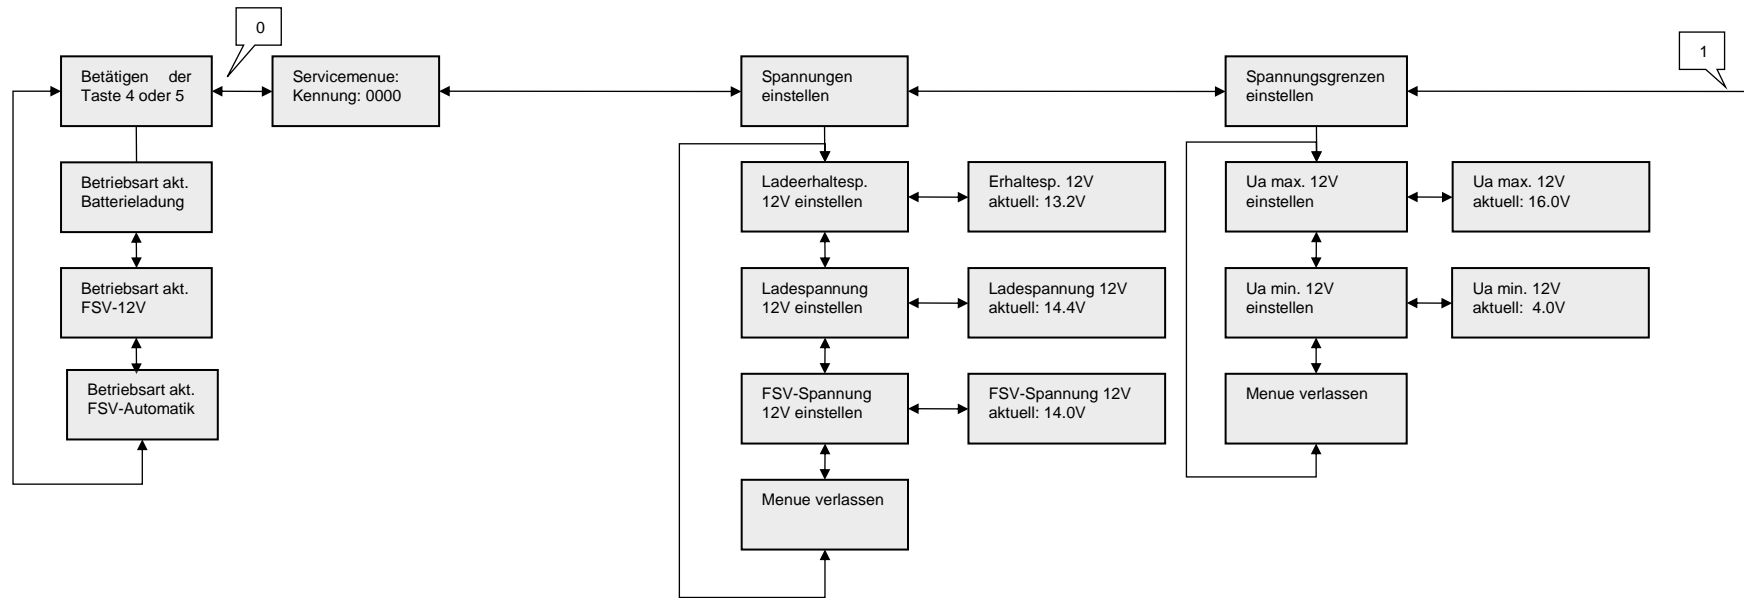 0
1
Betätigen der
Taste 4 oder 5
Servicemenue:
Kennung: 0000
Spannungen
einstellen
Spannungsgrenzen
einstellen
Betriebsart akt.
Batterieladung
Betriebsart akt.
FSV-12V
Betriebsart akt.
FSV-Automatik
Ladeerhaltesp.
12V einstellen
Erhaltesp. 12V
aktuell: 13.2V
Ladespannung
12V einstellen
Ladespannung 12V
aktuell: 14.4V
FSV-Spannung
12V einstellen
FSV-Spannung 12V
aktuell: 14.0V
Menue verlassen
Ua max. 12V
einstellen
Ua max. 12V
aktuell: 16.0V
Ua min. 12V
einstellen
Ua min. 12V
aktuell: 4.0V
Menue verlassen